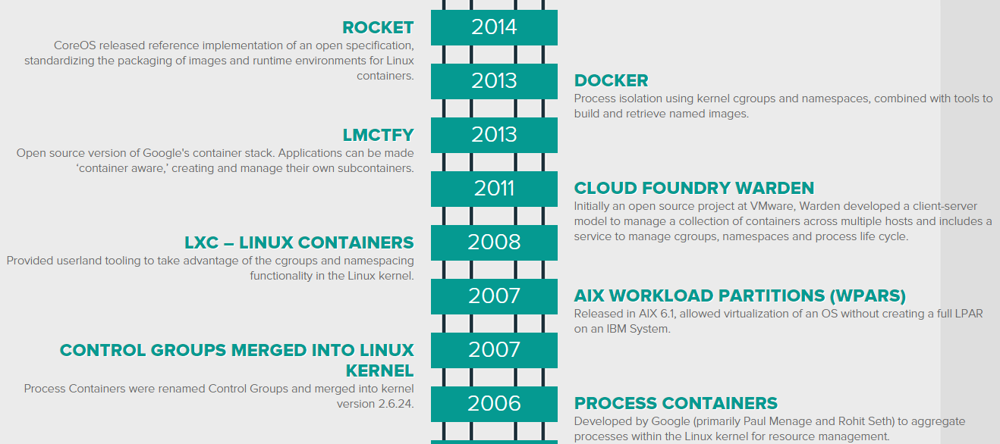 2014
ROCKET
CoreOS released reference implementation of an open specification,
standardizing the packaging of images and runtime environments for Linux
containers.
2013
DOCKER
Process isolation using kernel cgroups and namespaces, combined with tools to
build and retrieve named images.
2013
LMCTFY
Open source version of Google's container stack. Applications can be made
‘container aware,’ creating and manage their own subcontainers.
2011
CLOUD FOUNDRY WARDEN
Initially an open source project at VMware, Warden developed a client-server
model to manage a collection of containers across multiple hosts and includes a
service to manage cgroups, namespaces and process life cycle.
2008
LXC – LINUX CONTAINERS
Provided userland tooling to take advantage of the cgroups and namespacing
functionality in the Linux kernel.
2007
AIX WORKLOAD PARTITIONS (WPARS)
Released in AIX 6.1, allowed virtualization of an OS without creating a full LPAR
on an IBM System.
2007
CONTROL GROUPS MERGED INTO LINUX
KERNEL
Process Containers were renamed Control Groups and merged into kernel
version 2.6.24.
2006
PROCESS CONTAINERS
Developed by Google (primarily Paul Menage and Rohit Seth) to aggregate
processes within the Linux kernel for resource management.